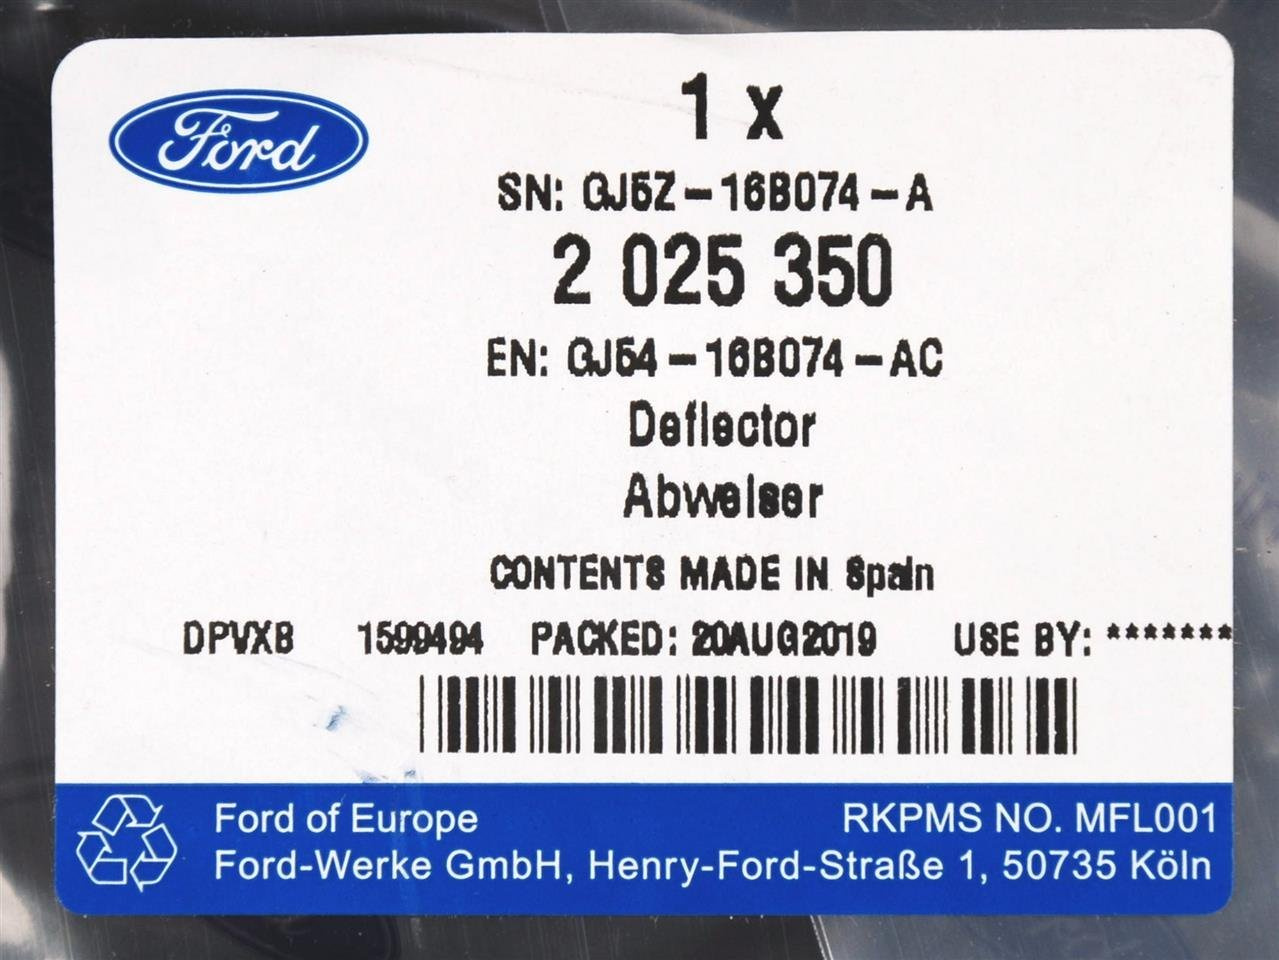 Ford
1 x
SN: GJ5Z-16B074-A
2 025 350
EN: GJ54-16B074-AC
Deflector
Abweiser
CONTENTS MADE IN Spain
DPVXB 1599494 PACKED: 20AUG2019 USE BY: *******
Ford of Europe RKPMS NO. MFL001
Ford-Werke GmbH, Henry-Ford-Straße 1, 50735 Köln